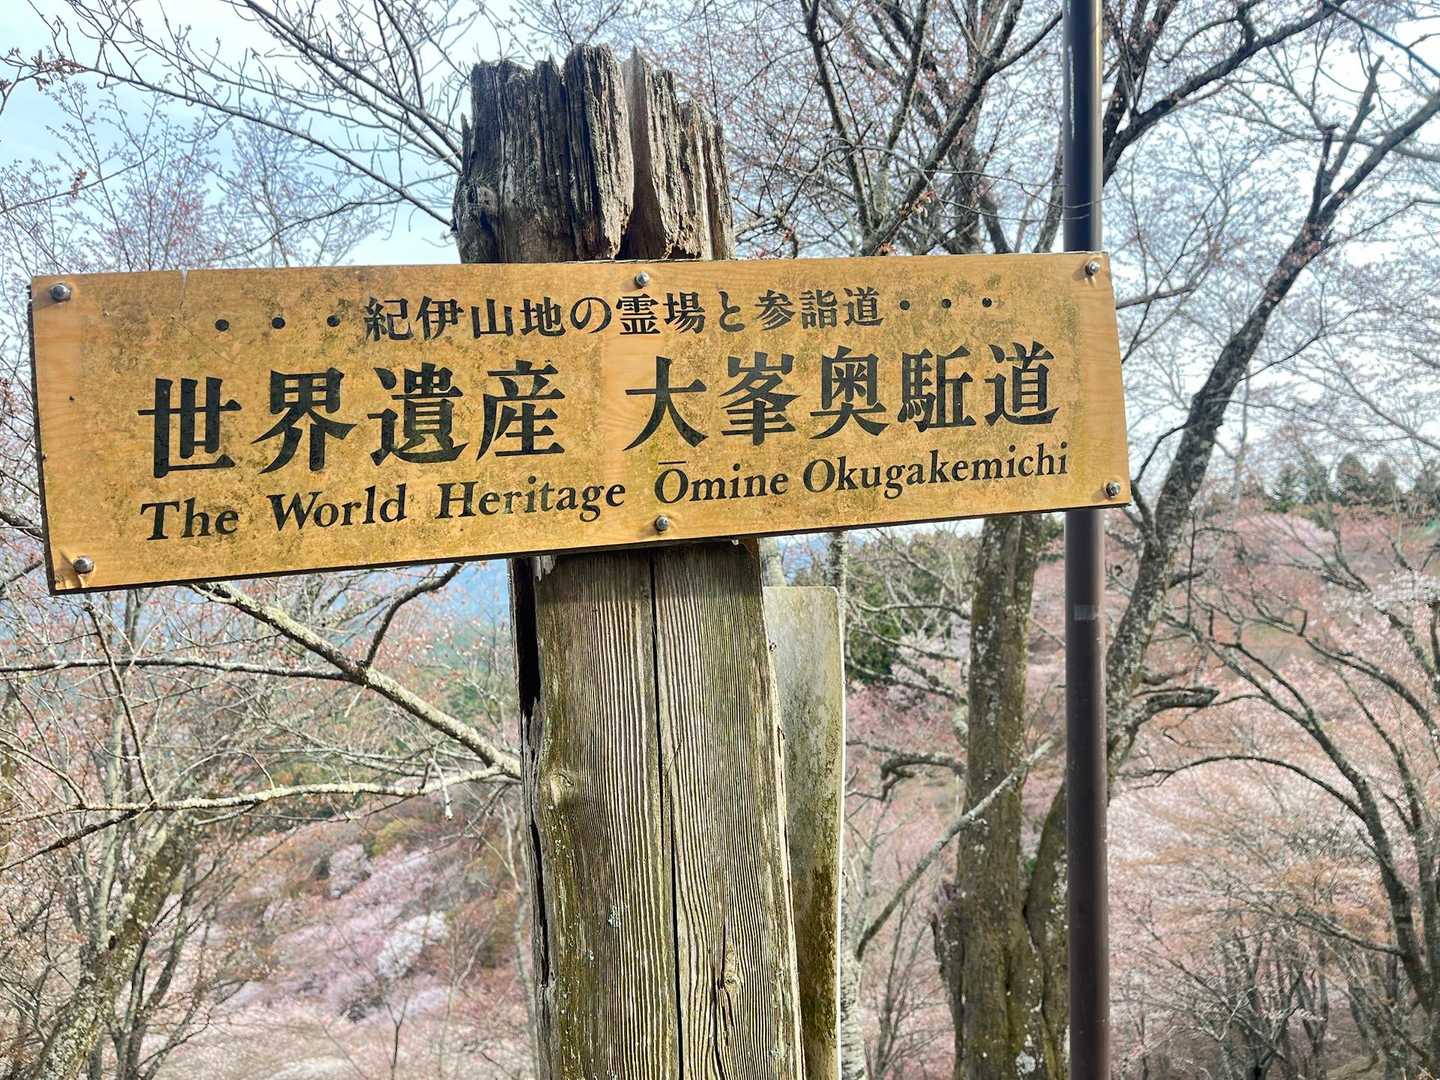 ・・・紀伊山地の霊場と参詣道・・・
世界遺産 大峯奥駈道
The World Heritage Ōmine Okugakemichi